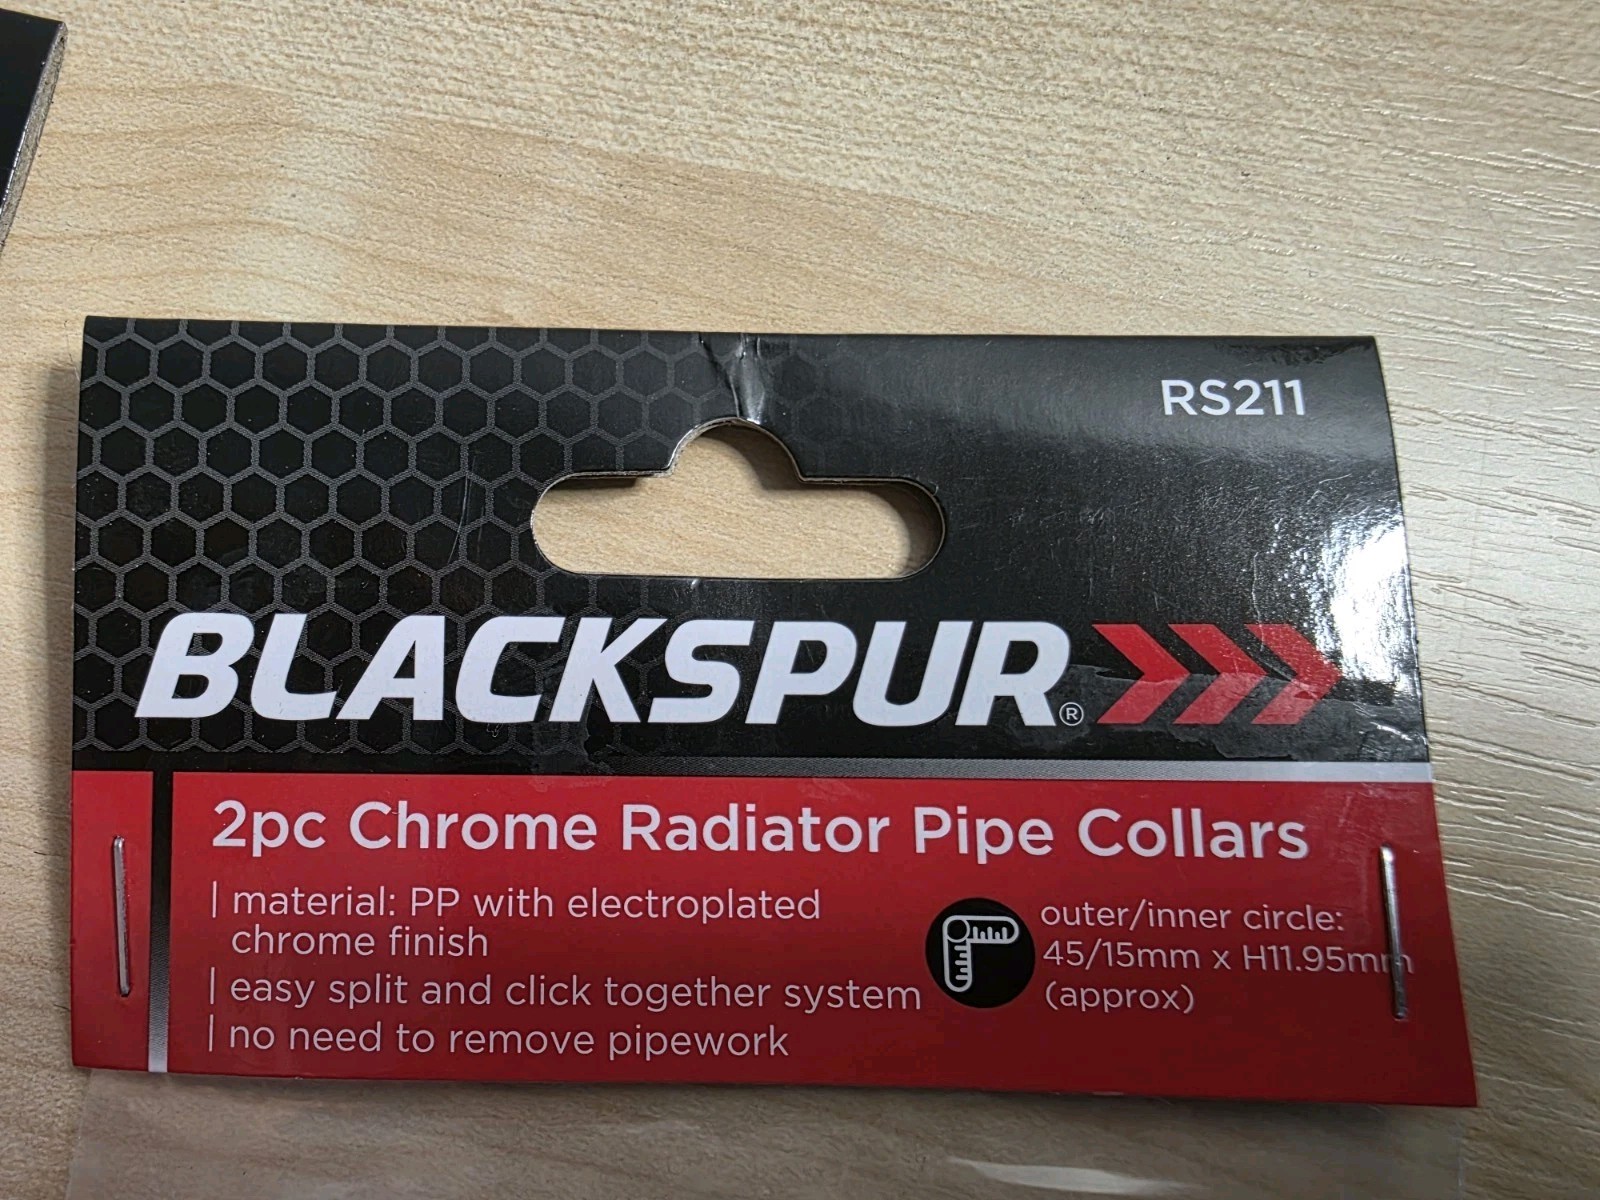 RS211
BLACKSPUR®
2pc Chrome Radiator Pipe Collars
| material: PP with electroplated
chrome finish
| easy split and click together system
| no need to remove pipework
outer/inner circle:
45/15mm x H11.95mm
(approx)